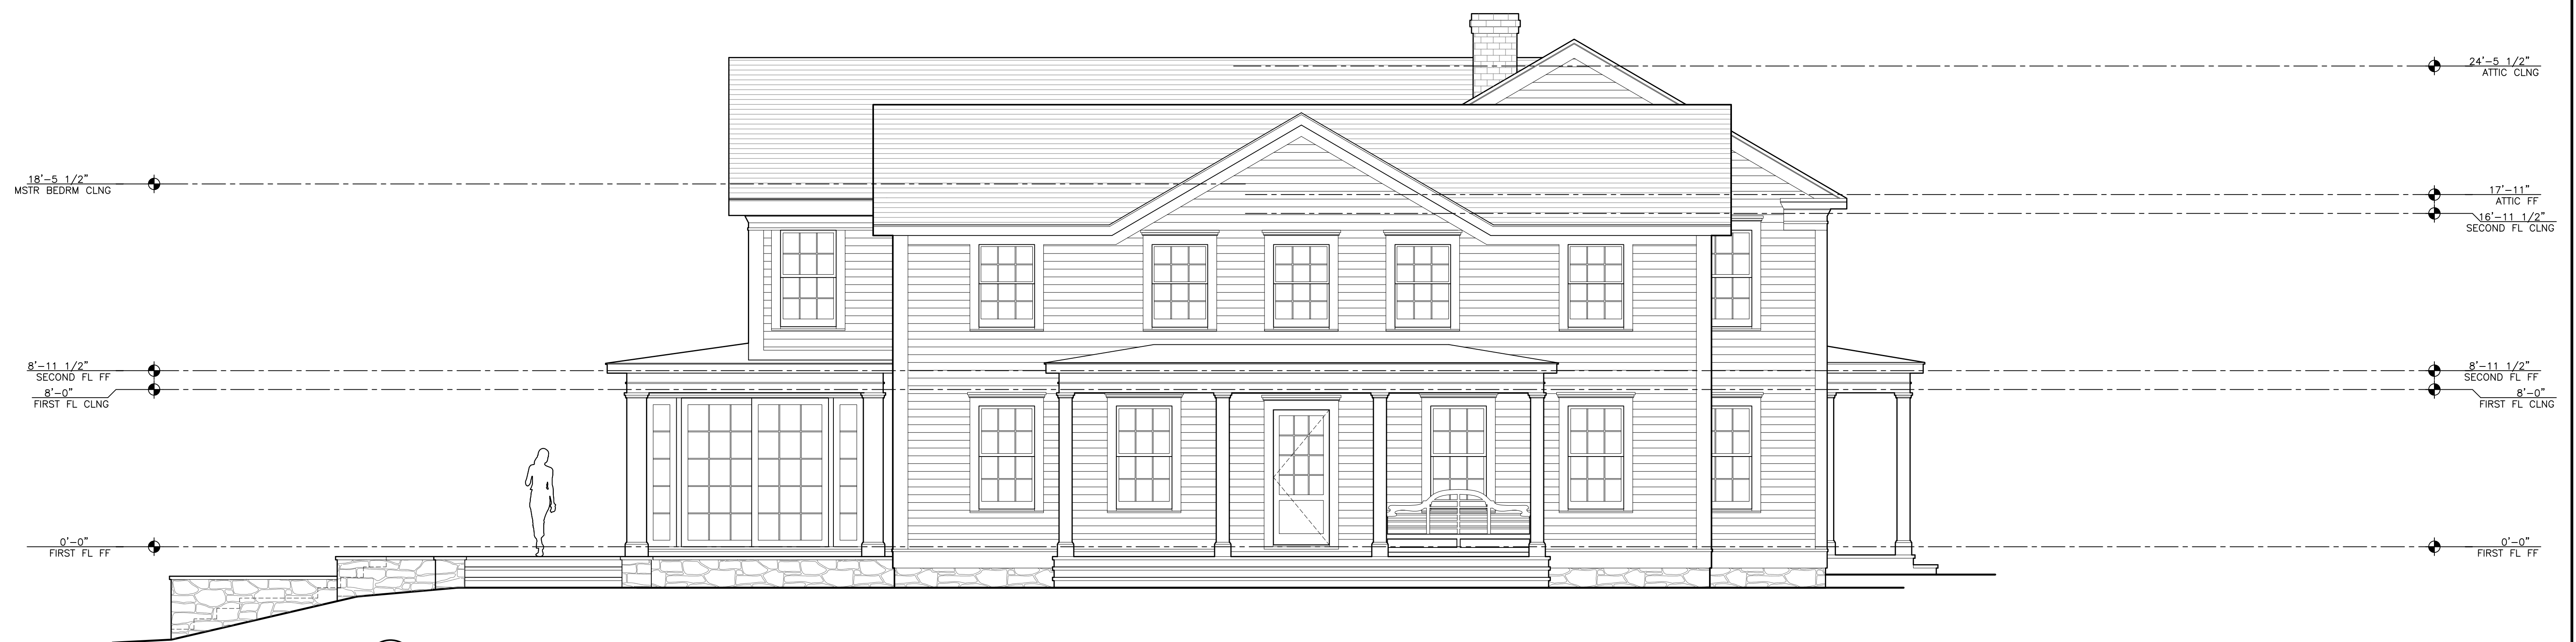 24'-5 1/2"
ATTIC CLNG
18'-5 1/2"
MSTR BEDRM CLNG
17'-11"
ATTIC FF
16'-11 1/2"
SECOND FL CLNG
8'-11 1/2"
SECOND FL FF
8'-0"
FIRST FL CLNG
8'-11 1/2"
SECOND FL FF
8'-0"
FIRST FL CLNG
0'-0"
FIRST FL FF
0'-0"
FIRST FL FF